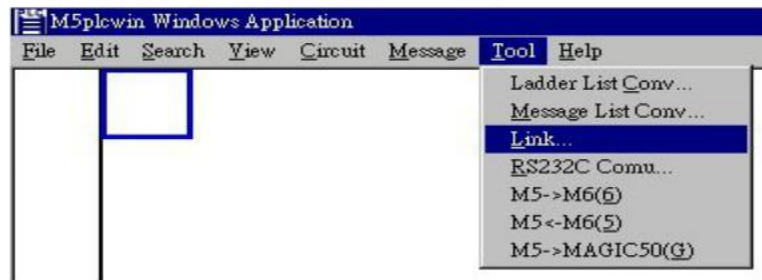 M5plcwin Windows Application
File Edit Search View Circuit Message Tool Help
Ladder List Conv...
Message List Conv...
Link...
RS232C Comu...
M5->M6(6)
M5<-M6(5)
M5->MAGIC50(G)